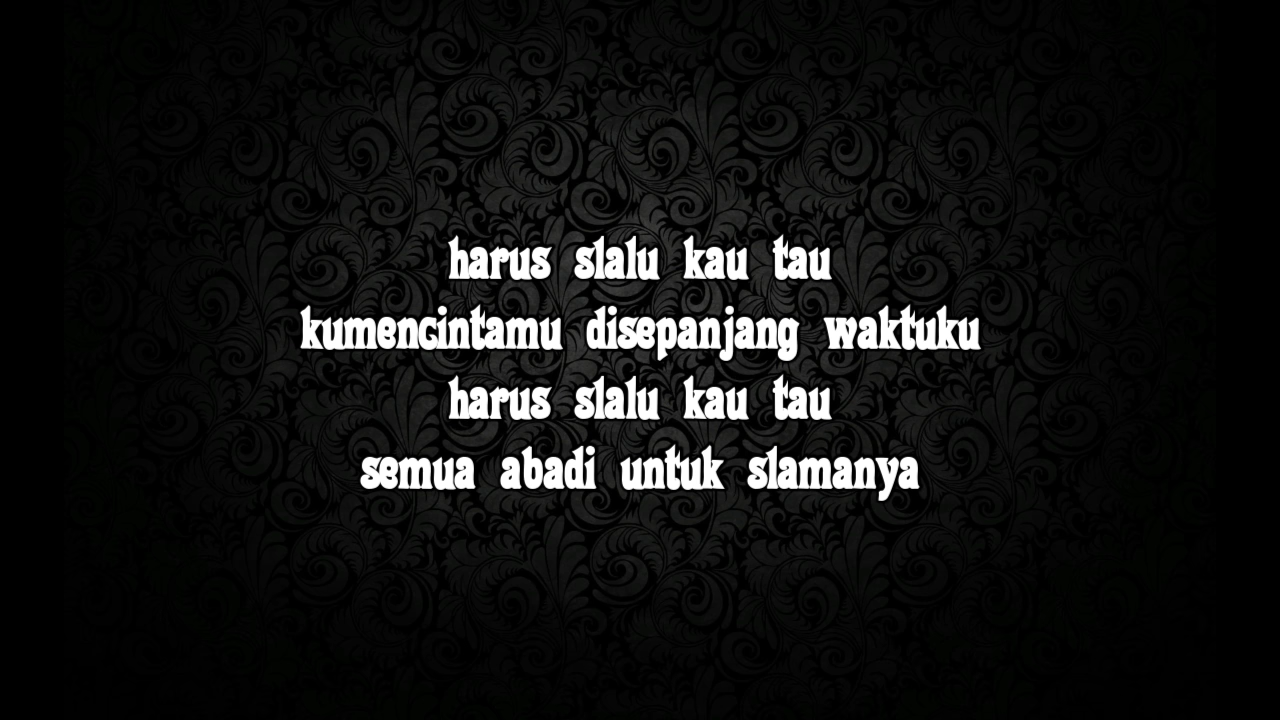 harus slalu kau tau
kumencintamu disepanjang waktuku
harus slalu kau tau
semua abadi untuk slamanya